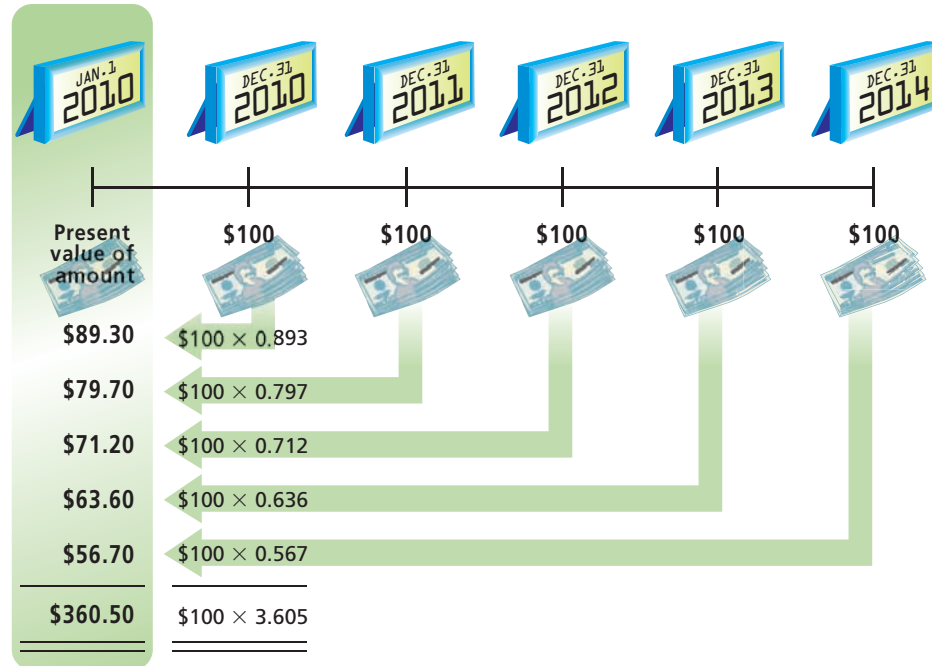 JAN.1
2010
DEC.31
2010
DEC.31
2011
DEC.31
2012
DEC.31
2013
DEC.31
2014
Present
value of
amount
$100
$100
$100
$100
$100
$89.30
$100 × 0.893
$79.70
$100 × 0.797
$71.20
$100 × 0.712
$63.60
$100 × 0.636
$56.70
$100 × 0.567
$360.50
$100 × 3.605